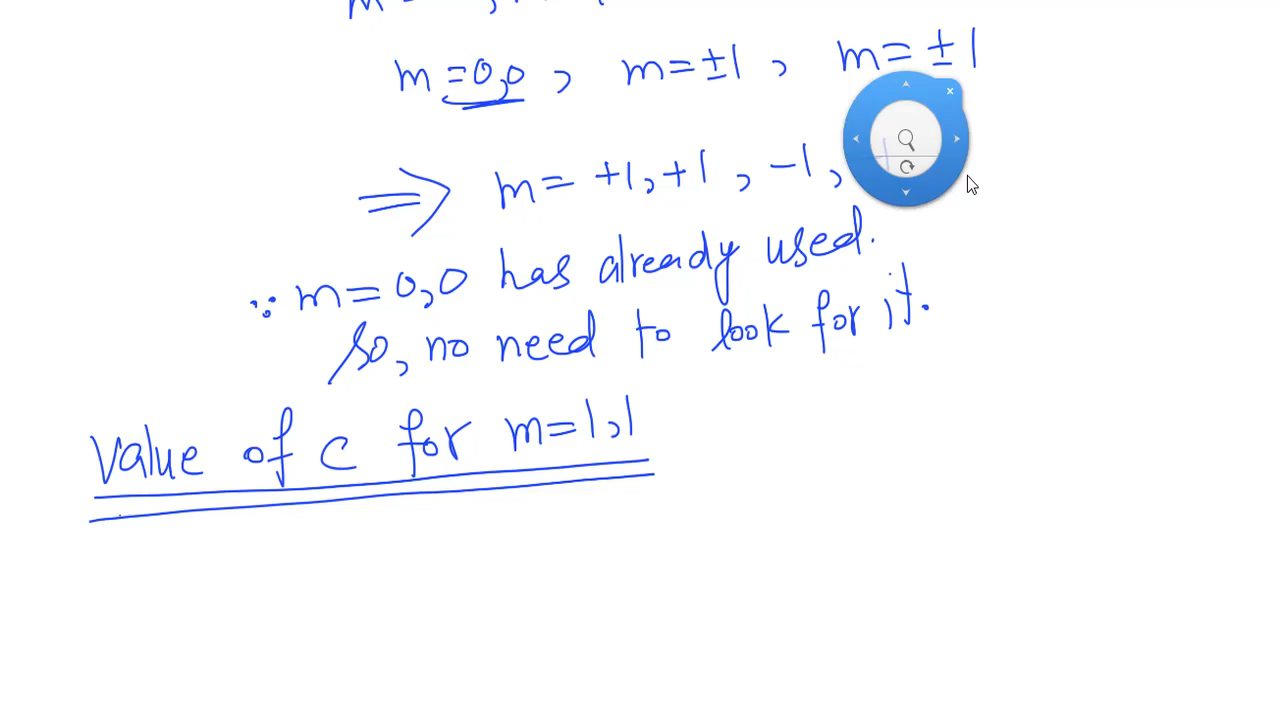 m = 0,0 , m = ±1 , m = ±1
⇒ m = +1, +1 , -1 ,
∵ m = 0,0 has already used.
so, no need to look for it.
Value of c for m=1,1